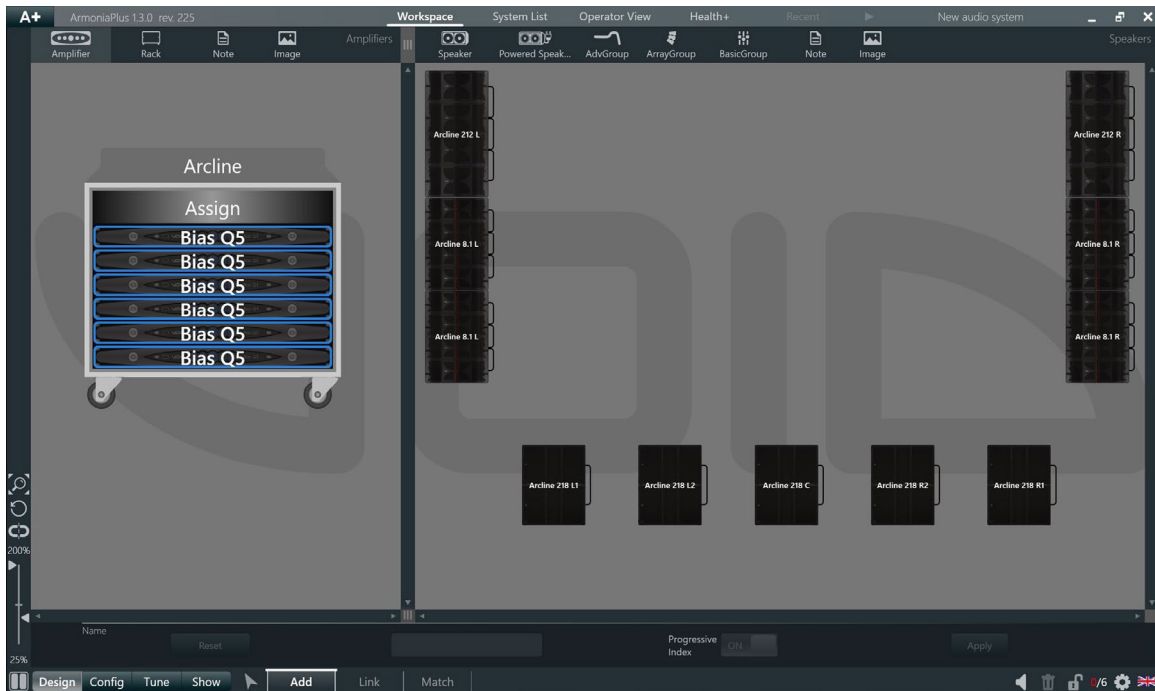 A+ ArmoniaPlus 1.3.0 rev. 225 Workspace System List Operator View Health+ Recent New audio system
Amplifier Rack Note Image Amplifiers Speaker Powered Speak... AdvGroup ArrayGroup BasicGroup Note Image Speakers
Arcline 212 L Arcline 212 R
Arcline
Assign
Bias Q5
Arcline 8.1 L Arcline 8.1 R
Bias Q5
Bias Q5
Bias Q5
Bias Q5
Arcline 8.1 L Arcline 8.1 R
Bias Q5
Arcline 218 L1 Arcline 218 L2 Arcline 218 C Arcline 218 R2 Arcline 218 R1
200%
Name
Reset
Progressive
Index
ON
Apply
25%
Design Config Tune Show Add Link Match 0/6